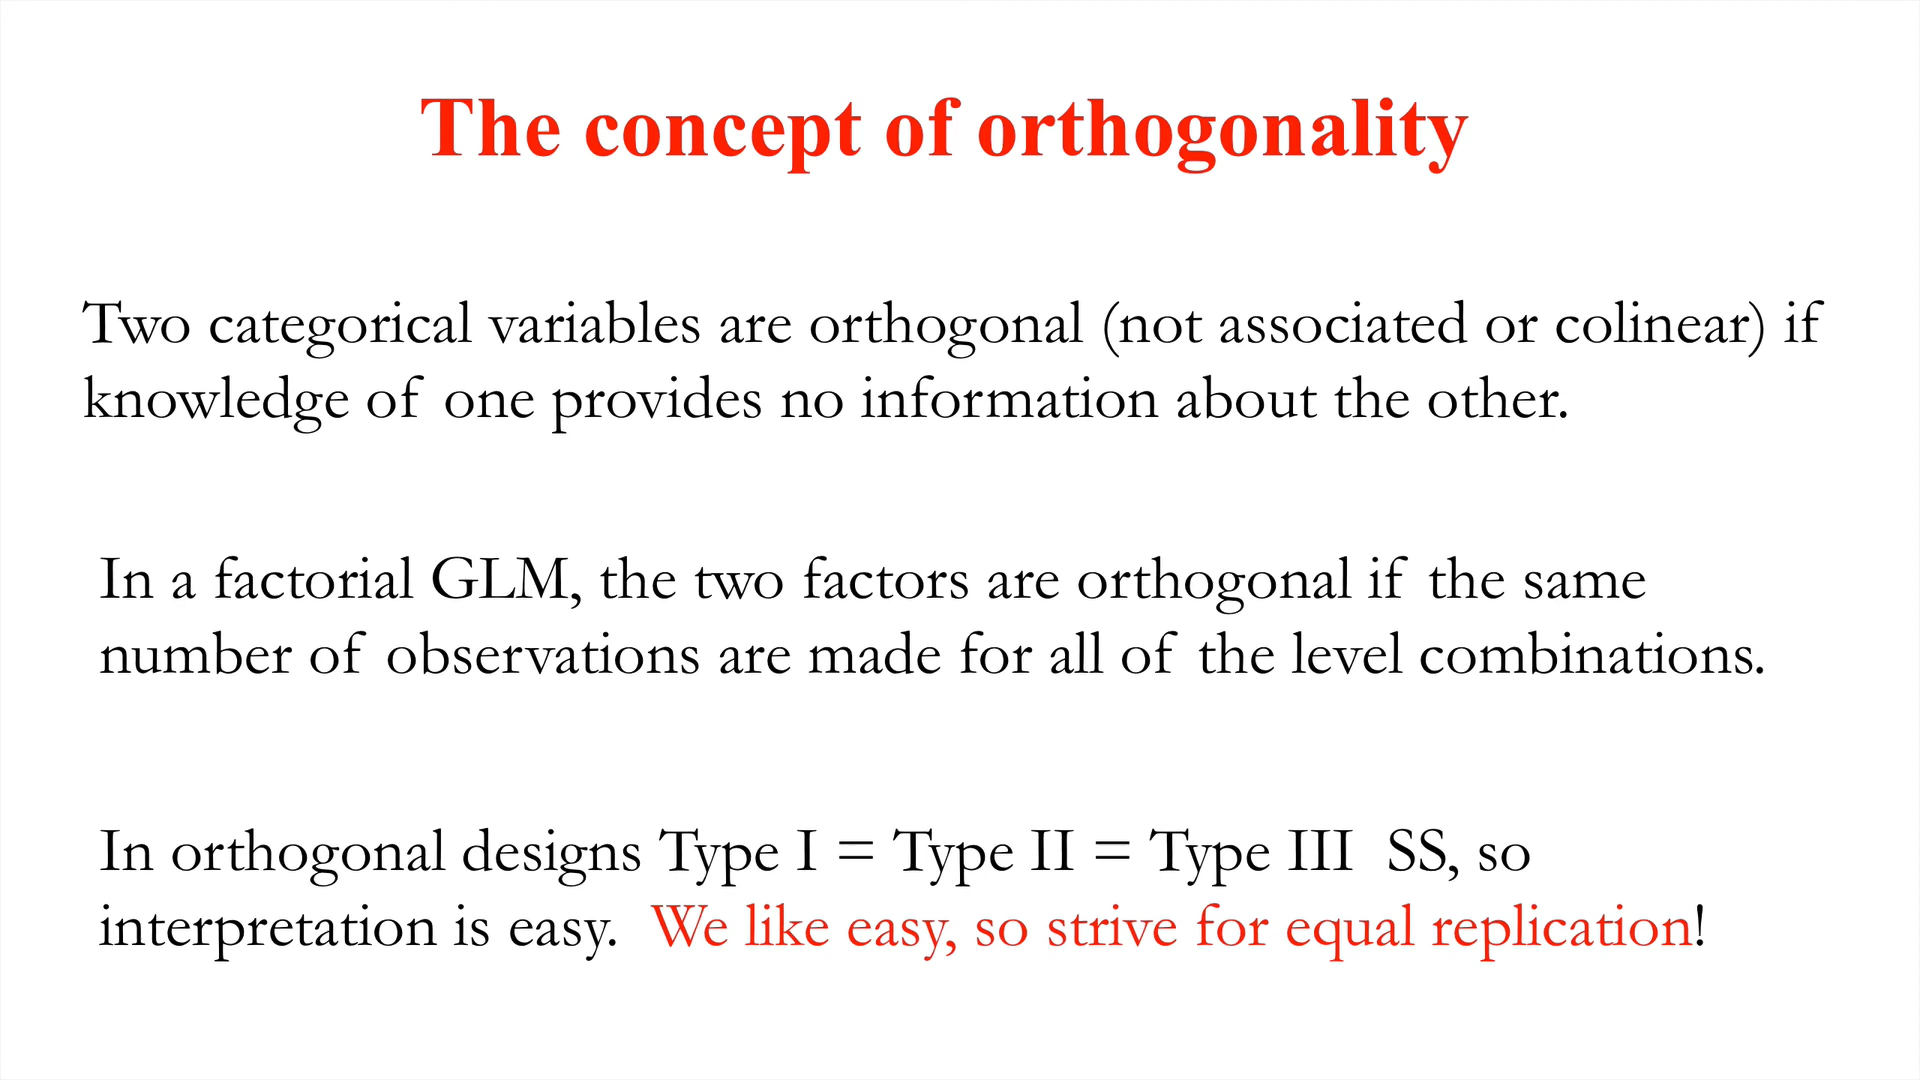 The concept of orthogonality
Two categorical variables are orthogonal (not associated or colinear) if
knowledge of one provides no information about the other.
In a factorial GLM, the two factors are orthogonal if the same
number of observations are made for all of the level combinations.
In orthogonal designs Type I = Type II = Type III SS, so
interpretation is easy. We like easy, so strive for equal replication!